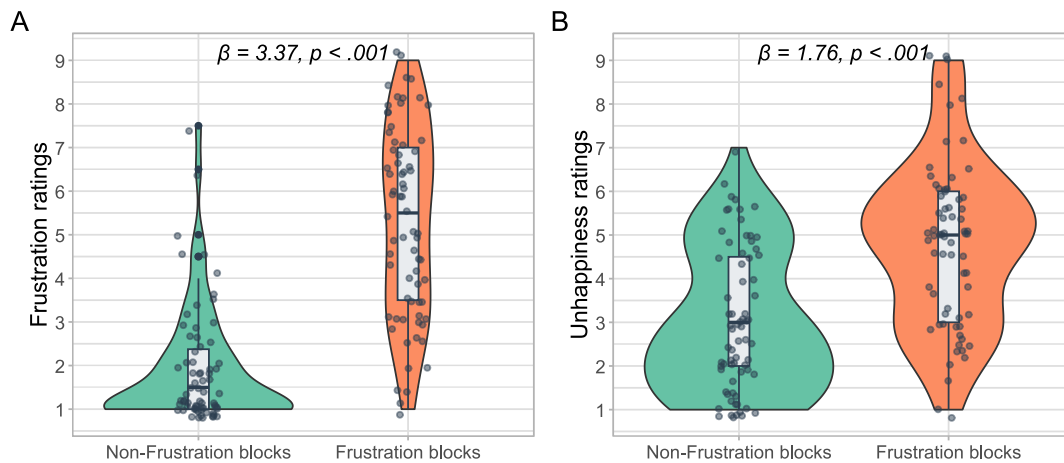 A
β = 3.37, p < .001
Frustration ratings
9
8
7
6
5
4
3
2
1
Non-Frustration blocks
Frustration blocks
B
β = 1.76, p < .001
Unhappiness ratings
9
8
7
6
5
4
3
2
1
Non-Frustration blocks
Frustration blocks